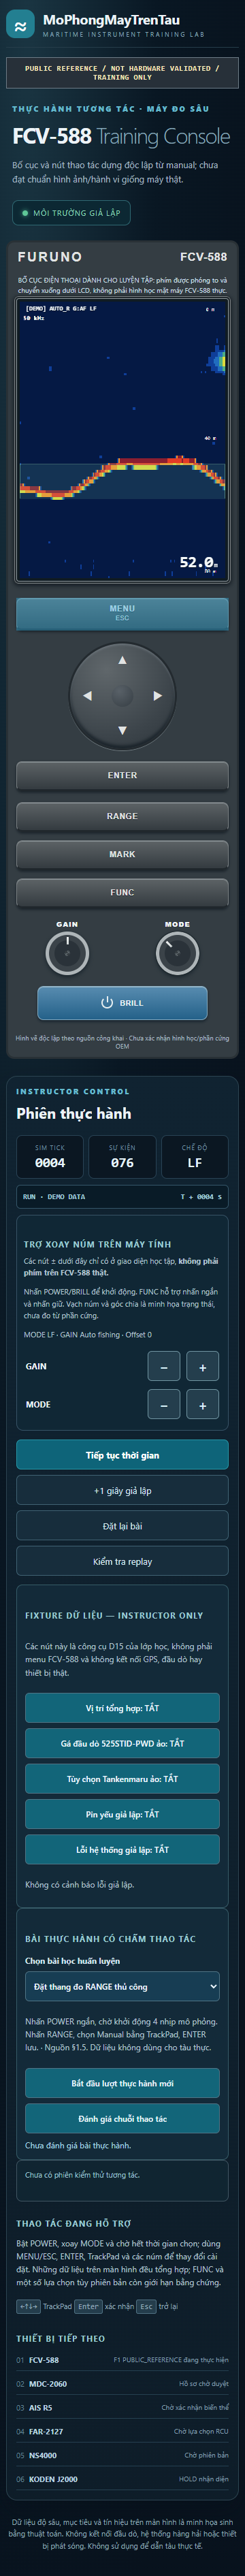 MoPhongMayTrenTau
MARITIME INSTRUMENT TRAINING LAB
PUBLIC REFERENCE / NOT HARDWARE VALIDATED /
TRAINING ONLY
THỰC HÀNH TƯƠNG TÁC · MÁY ĐO SÂU
FCV-588 Training Console
Bố cục và nút thao tác dựng độc lập từ manual; chưa
đạt chuẩn hình ảnh/hành vi giống máy thật.
MÔI TRƯỜNG GIẢ LẬP
FURUNO FCV-588
BỐ CỤC ĐIỆN THOẠI DÀNH CHO LUYỆN TẬP: phím được phóng to và
chuyển xuống dưới LCD, không phải hình học mặt máy FCV-588 thực.
[DEMO] AUTO_R G:AF LF 0 m
50 kHz
40 m
52.0m
MENU
ESC
ENTER
RANGE
MARK
FUNC
GAIN MODE
BRILL
Hình vẽ độc lập theo nguồn công khai · Chưa xác nhận hình học/phần cứng
OEM
INSTRUCTOR CONTROL
Phiên thực hành
SIM TICK
0004
SỰ KIỆN
076
CHẾ ĐỘ
LF
RUN · DEMO DATA T + 0004 s
TRỢ XOAY NÚM TRÊN MÁY TÍNH
Các nút ± dưới đây chỉ có ở giao diện học tập, không phải
phím trên FCV-588 thật.
Nhấn POWER/BRILL để khởi động. FUNC hỗ trợ nhấn ngắn
và nhấn giữ. Vạch núm và góc chia là minh họa trạng thái,
chưa đo từ phần cứng.
MODE LF · GAIN Auto fishing · Offset 0
GAIN − +
MODE − +
Tiếp tục thời gian
+1 giây giả lập
Đặt lại bài
Kiểm tra replay
FIXTURE DỮ LIỆU — INSTRUCTOR ONLY
Các nút này là công cụ D15 của lớp học, không phải
menu FCV-588 và không kết nối GPS, đầu dò hay
thiết bị thật.
Vị trí tổng hợp: TẮT
Gá đầu dò 525STID-PWD ảo: TẮT
Tùy chọn Tankenmaru ảo: TẮT
Pin yếu giả lập: TẮT
Lỗi hệ thống giả lập: TẮT
Không có cảnh báo lỗi giả lập.
BÀI THỰC HÀNH CÓ CHẤM THAO TÁC
Chọn bài học huấn luyện
Đặt thang đo RANGE thủ công
Nhấn POWER ngắn, chờ khởi động 4 nhịp mô phỏng.
Nhấn RANGE, chọn Manual bằng TrackPad, ENTER
lưu. · Nguồn §1.5. Dữ liệu không dùng cho tàu thực.
Bắt đầu lượt thực hành mới
Đánh giá chuỗi thao tác
Chưa đánh giá bài thực hành.
Chưa có phiên kiểm thử tương tác.
THAO TÁC ĐANG HỖ TRỢ
Bật POWER, xoay MODE và chờ hết thời gian chọn; dùng
MENU/ESC, ENTER, TrackPad và các núm để thay đổi cài
đặt. Những dữ liệu trên màn hình đều tổng hợp; FUNC và
một số lựa chọn tùy phiên bản còn giới hạn bằng chứng.
←↑↓→ TrackPad Enter xác nhận Esc trở lại
THIẾT BỊ TIẾP THEO
01 FCV-588 F1 PUBLIC_REFERENCE đang thực hiện
02 MDC-2060 Hồ sơ chờ duyệt
03 AIS R5 Chờ xác nhận biến thể
04 FAR-2127 Chờ lựa chọn RCU
05 NS4000 Chờ phiên bản
06 KODEN J2000 HOLD nhận diện
Dữ liệu độ sâu, mục tiêu và tín hiệu trên màn hình là minh họa sinh
bằng thuật toán. Không kết nối đầu dò, hệ thống hàng hải hoặc thiết
bị phát sóng. Không sử dụng để dẫn tàu thực tế.